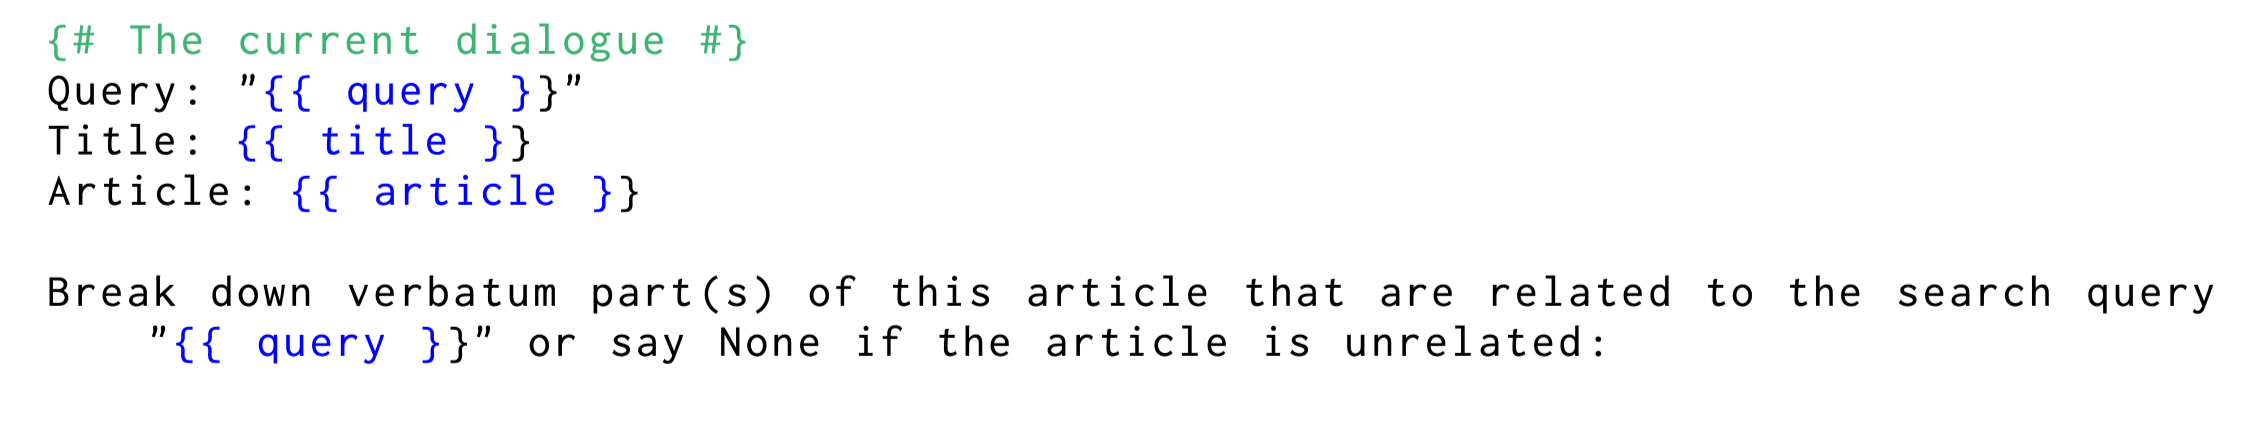 {# The current dialogue #}
Query: "{{ query }}"
Title: {{ title }}
Article: {{ article }}
Break down verbatum part(s) of this article that are related to the search query
"{{ query }}" or say None if the article is unrelated: